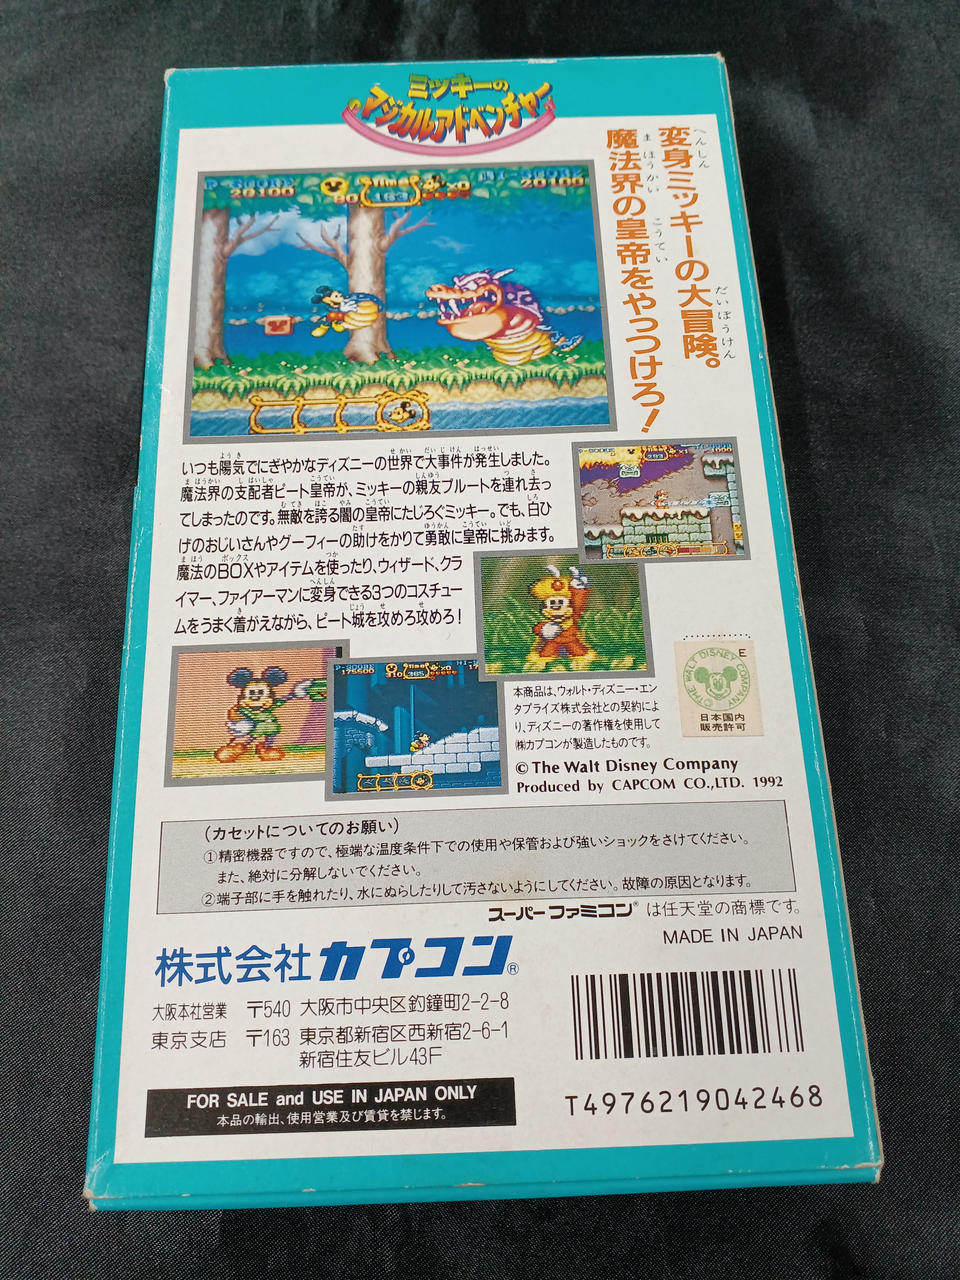 ミッキーの
マジカルアドベンチャー
変身ミッキーの大冒険。
魔法界の皇帝をやっつけろ!
P-SCORE
20100
80
Time
163
x0
HI-SCORE
20100
いつも陽気でにぎやかなディズニーの世界で大事件が発生しました。
魔法界の支配者ピート皇帝が、ミッキーの親友プルートを連れ去っ
てしまったのです。無敵を誇る闇の皇帝にたじろぐミッキー。でも、白ひ
げのおじいさんやグーフィーの助けをかりて勇敢に皇帝に挑みます。
魔法のBOXやアイテムを使ったり、ウィザード、クラ
イマー、ファイアーマンに変身できる3つのコスチュー
ムをうまく着がえながら、ピート城を攻めろ攻めろ!
P-SCORE
175500
310
Time
385
x0
本商品は、ウォルト・ディズニー・エン
タプライズ株式会社との契約によ
り、ディズニーの著作権を使用して
㈱カプコンが製造したものです。
E
©THE WALT DISNEY COMPANY
日本国内
販売許可
© The Walt Disney Company
Produced by CAPCOM CO.,LTD. 1992
(カセットについてのお願い)
①精密機器ですので、極端な温度条件下での使用や保管および強いショックをさけてください。
また、絶対に分解しないでください。
②端子部に手を触れたり、水にぬらしたりして汚さないようにしてください。故障の原因となります。
スーパーファミコン® は任天堂の商標です。
MADE IN JAPAN
株式会社カプコン®
大阪本社営業 〒540 大阪市中央区釣鐘町2-2-8
東京支店 〒163 東京都新宿区西新宿2-6-1
新宿住友ビル43F
FOR SALE and USE IN JAPAN ONLY
本品の輸出、使用営業及び賃貸を禁じます。
T4976219042468